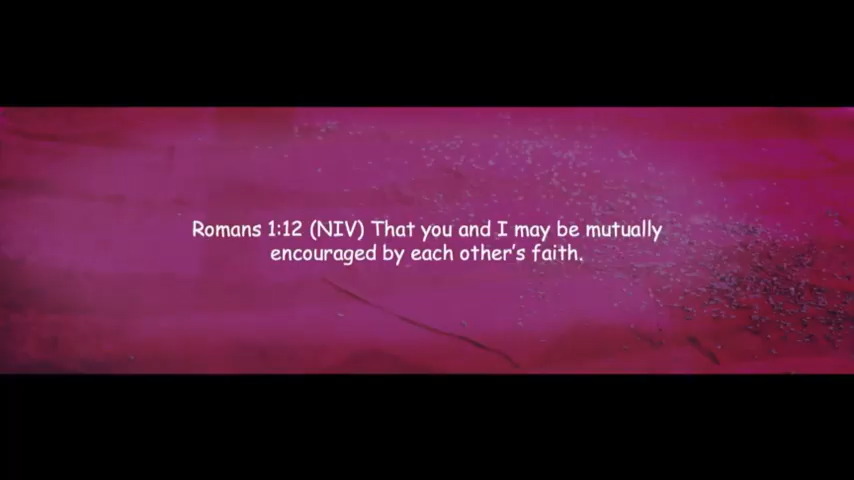 Romans 1:12 (NIV) That you and I may be mutually
encouraged by each other's faith.